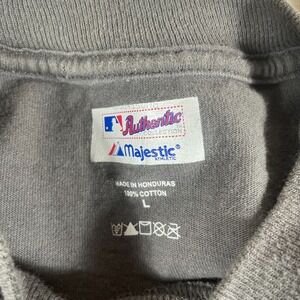 Authentic
COLLECTION
Majestic®
ATHLETIC
MADE IN HONDURAS
100% COTTON
L